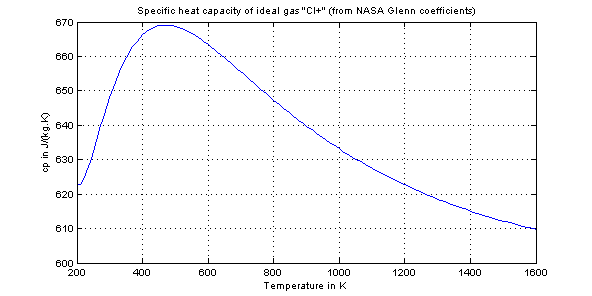 Specific heat capacity of ideal gas "Cl+" (from NASA Glenn coefficients)
670
660
650
640
630
620
610
600
cp in J/(kg.K)
200 400 600 800 1000 1200 1400 1600
Temperature in K